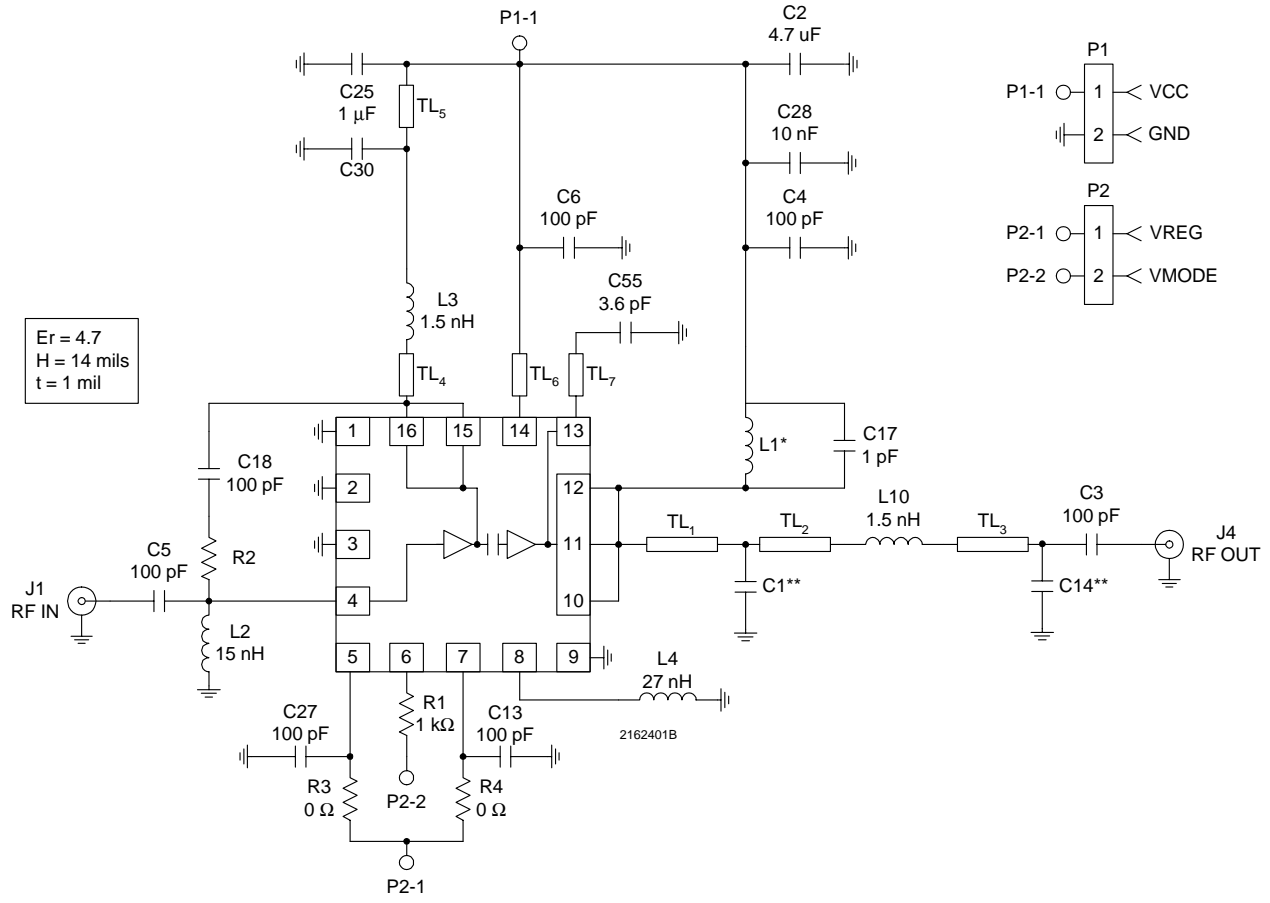 P1-1
C2
4.7 uF
C25
1 μF
TL5
C30
C28
10 nF
C6
100 pF
C4
100 pF
C55
3.6 pF
P1
P1-1
1
VCC
2
GND
P2
P2-1
1
VREG
P2-2
2
VMODE
Er = 4.7
H = 14 mils
t = 1 mil
L3
1.5 nH
TL4
TL6
TL7
1
16
15
14
13
L1*
C17
1 pF
C18
100 pF
2
12
R2
3
11
TL1
TL2
L10
1.5 nH
TL3
C3
100 pF
J4
RF OUT
C5
100 pF
J1
RF IN
4
10
C1**
C14**
L2
15 nH
5
6
7
8
9
L4
27 nH
C27
100 pF
R1
1 kΩ
C13
100 pF
2162401B
R3
0 Ω
P2-2
R4
0 Ω
P2-1